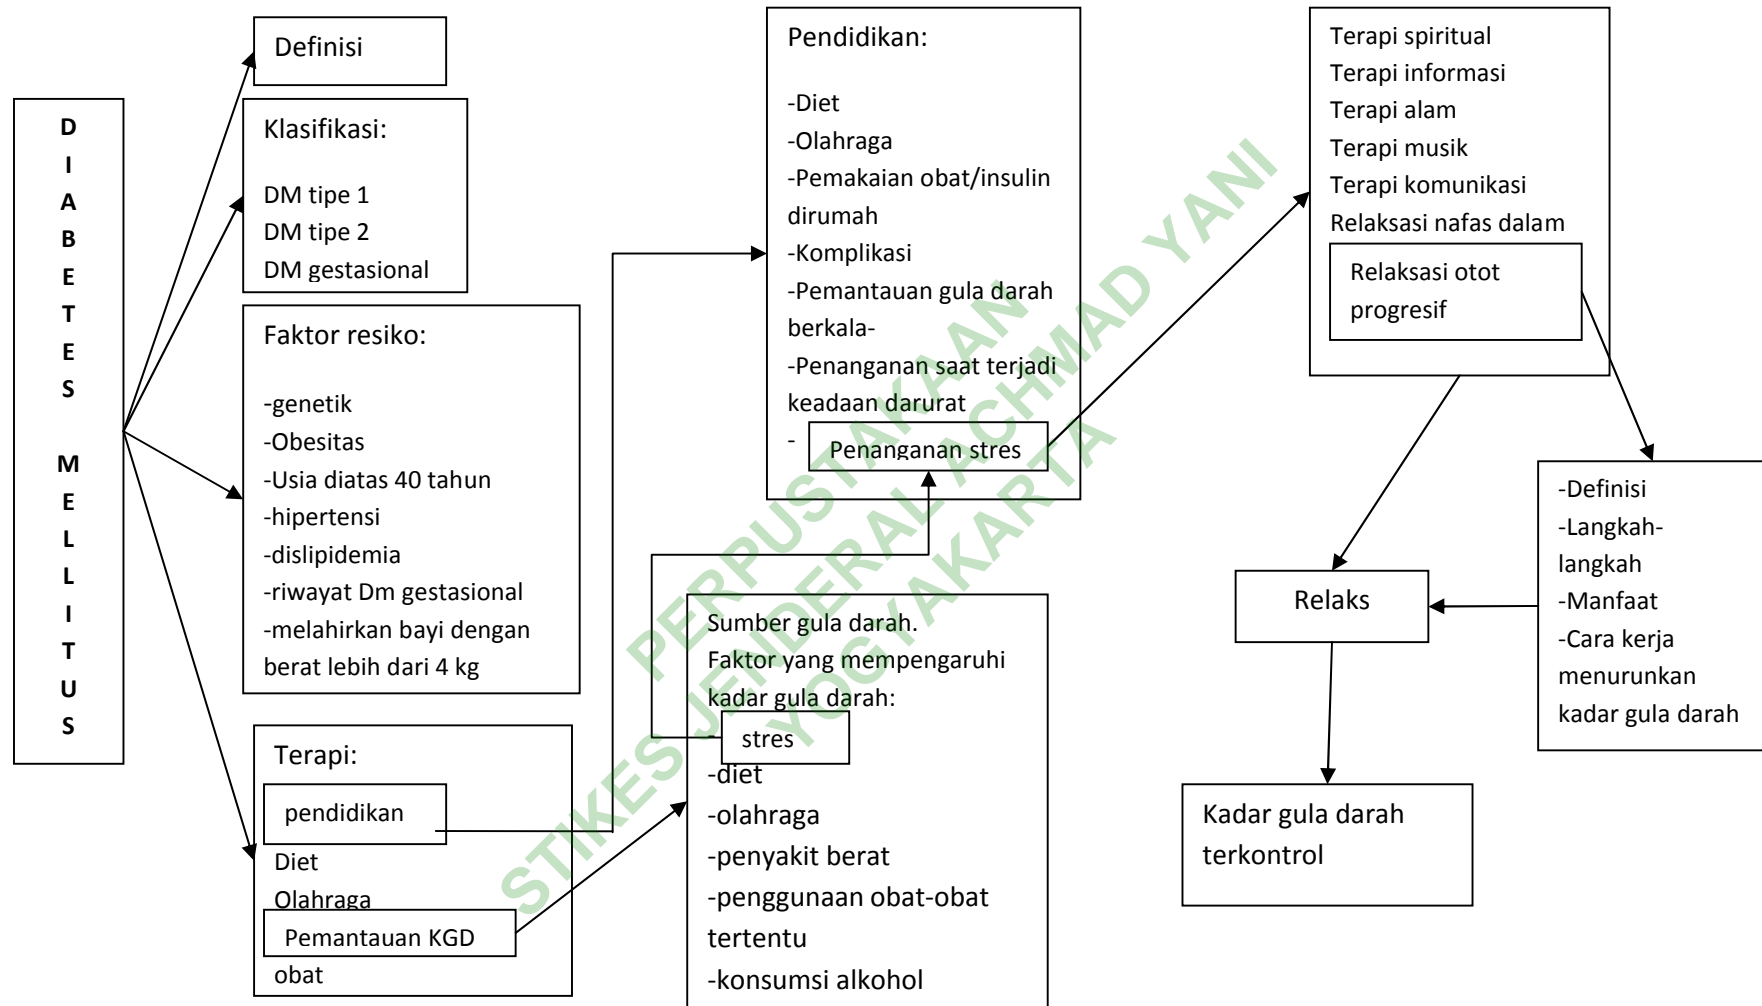 DIABETES MELLITUS
Definisi
Klasifikasi:
DM tipe 1
DM tipe 2
DM gestasional
Faktor resiko:
-genetik
-Obesitas
-Usia diatas 40 tahun
-hipertensi
-dislipidemia
-riwayat Dm gestasional
-melahirkan bayi dengan
berat lebih dari 4 kg
Terapi:
pendidikan
Diet
Olahraga
Pemantauan KGD
obat
Pendidikan:
-Diet
-Olahraga
-Pemakaian obat/insulin
dirumah
-Komplikasi
-Pemantauan gula darah
berkala-
-Penanganan saat terjadi
keadaan darurat
- Penanganan stres
Sumber gula darah.
Faktor yang mempengaruhi
kadar gula darah:
- stres
-diet
-olahraga
-penyakit berat
-penggunaan obat-obat
tertentu
-konsumsi alkohol
Terapi spiritual
Terapi informasi
Terapi alam
Terapi musik
Terapi komunikasi
Relaksasi nafas dalam
Relaksasi otot
progresif
-Definisi
-Langkah-
langkah
-Manfaat
-Cara kerja
menurunkan
kadar gula darah
Relaks
Kadar gula darah
terkontrol
PERPUSTAKAAN
STIKES JENDERAL ACHMAD YANI
YOGYAKARTA